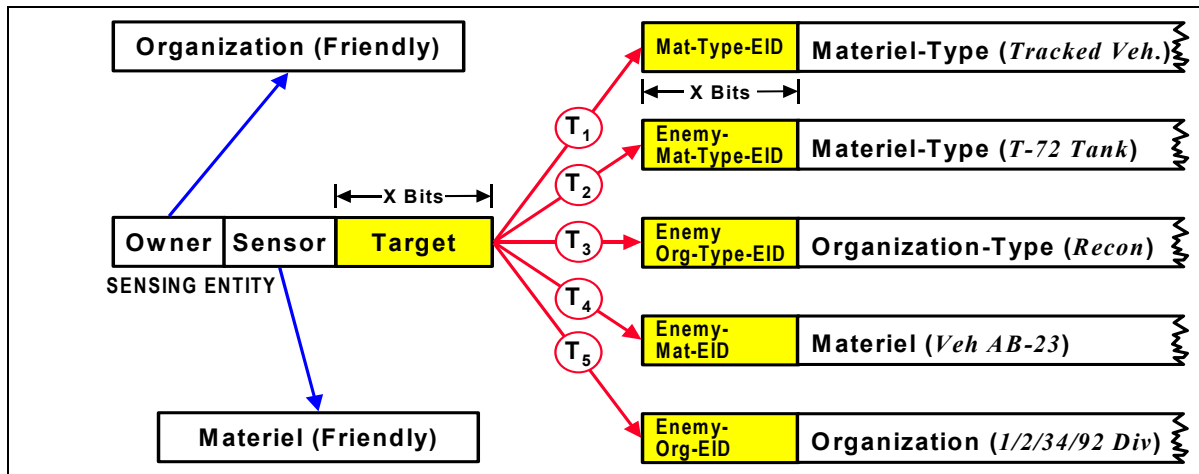 Organization (Friendly)
Mat-Type-EID
Materiel-Type (Tracked Veh.)
X Bits
T1
Enemy-
Mat-Type-EID
Materiel-Type (T-72 Tank)
T2
X Bits
Owner
Sensor
Target
SENSING ENTITY
T3
Enemy
Org-Type-EID
Organization-Type (Recon)
T4
Enemy-
Mat-EID
Materiel (Veh AB-23)
T5
Materiel (Friendly)
Enemy-
Org-EID
Organization (1/2/34/92 Div)